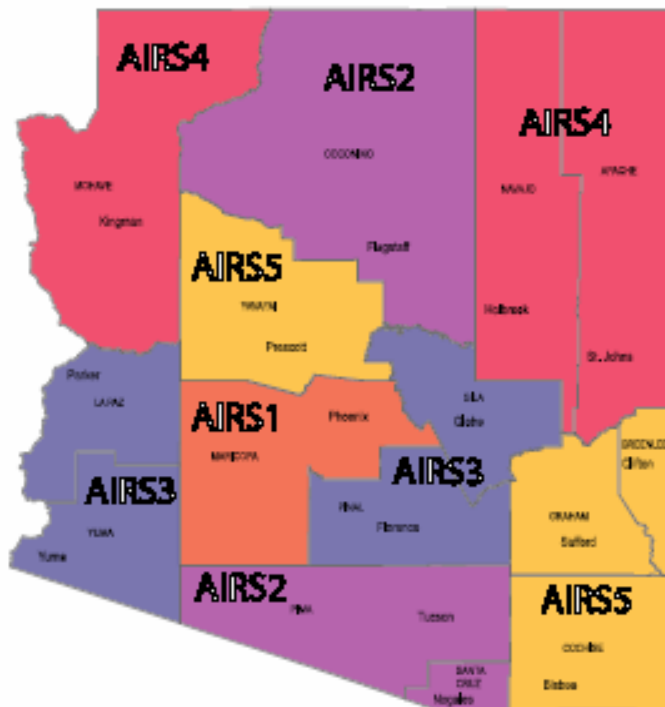 AIRS4
AIRS2
AIRS4
COCONINO
MOHAVE
NAVAJO
APACHE
Kingman
Flagstaff
AIRS5
YAVAPAI
Holbrook
Prescott
St. Johns
Parker
LA PAZ
GILA
Globe
AIRS1
Phoenix
MARICOPA
GREENLEE
Clifton
AIRS3
AIRS3
PINAL
Florence
GRAHAM
Safford
YUMA
Yuma
AIRS2
PIMA
Tucson
AIRS5
COCHISE
SANTA
CRUZ
Nogales
Bisbee